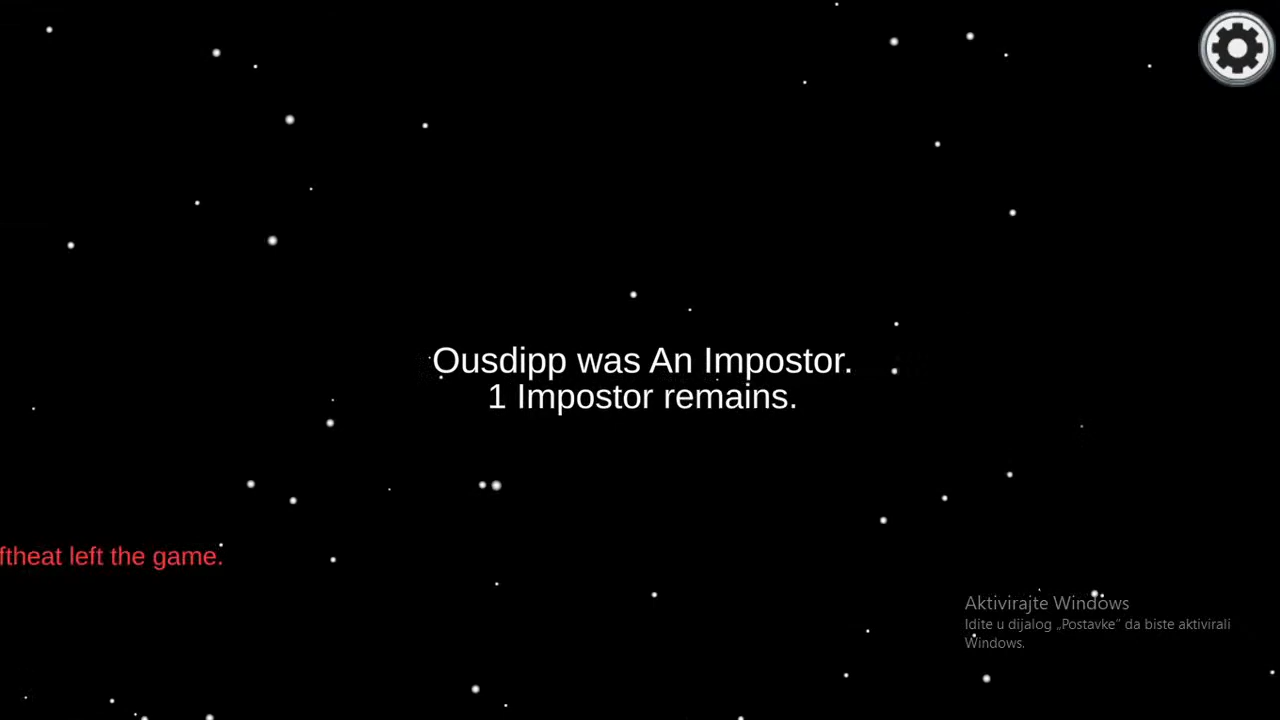 Ousdipp was An Impostor.
1 Impostor remains.
ftheat left the game.
Aktivirajte Windows
Idite u dijalog „Postavke“ da biste aktivirali
Windows.